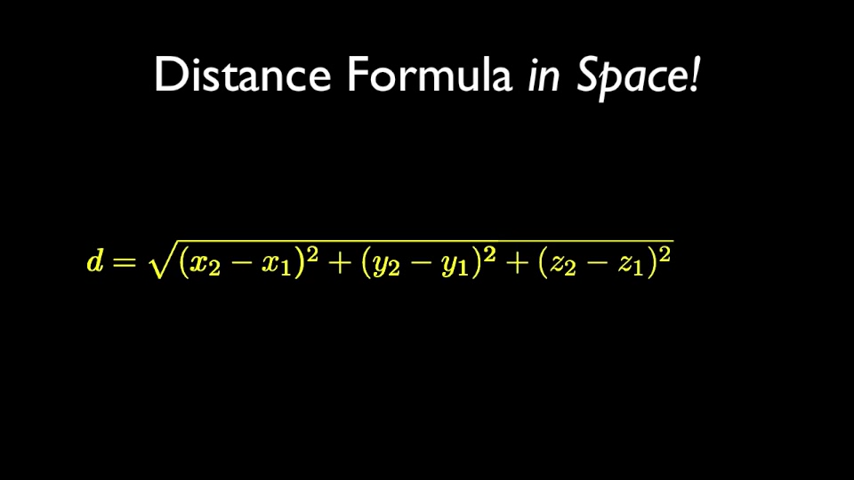 Distance Formula in Space!
d = √(x₂ − x₁)² + (y₂ − y₁)² + (z₂ − z₁)²